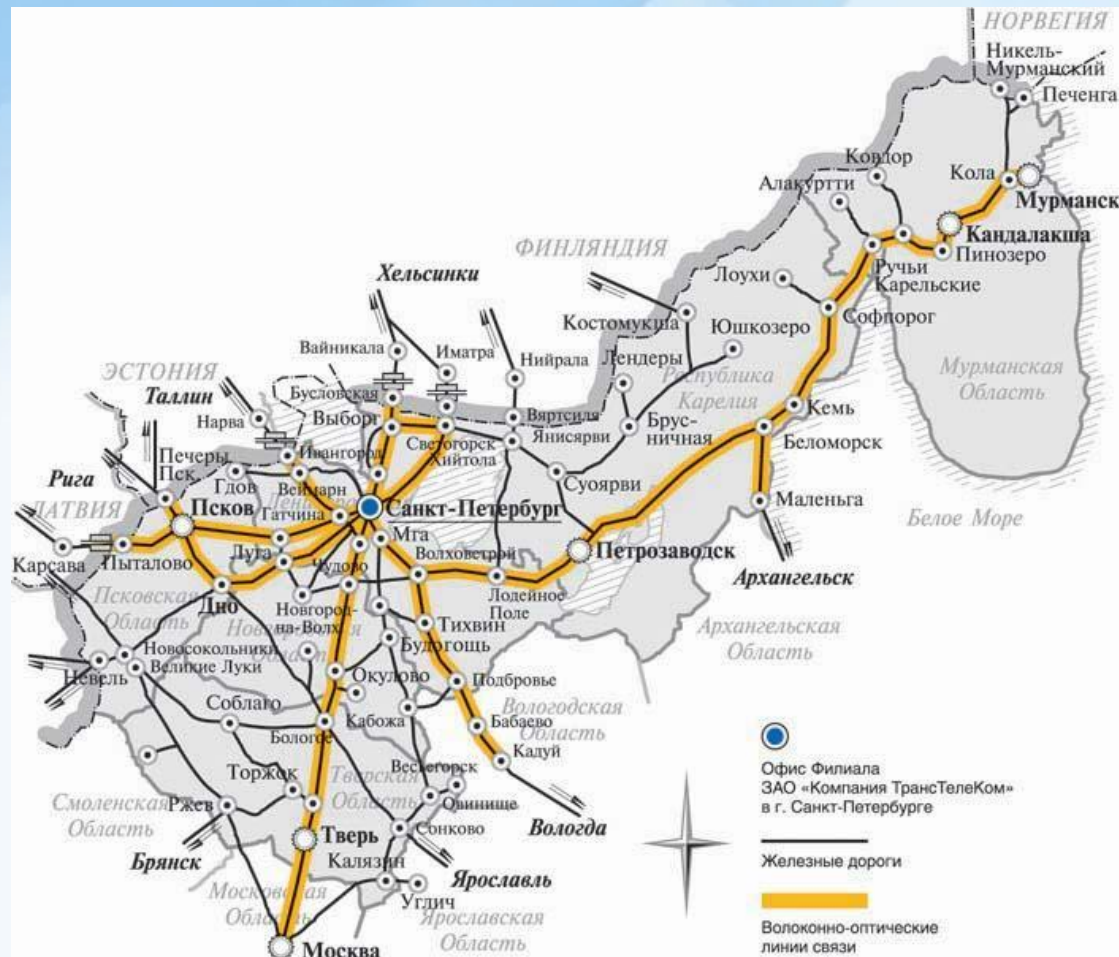 НОРВЕГИЯ
Никель-
Мурманский
Печенга
Ковдор
Кола
Алакуртти
Мурманск
Кандалакша
Пинозеро
ФИНЛЯНДИЯ
Хельсинки
Лоухи
Ручьи
Карельские
Софпорог
Костомукша
Юшкозеро
Вайникала
Иматра
Нийрала
Лендеры
Республика
Карелия
Мурманская
Область
ЭСТОНИЯ
Таллин
Бусловская
Нарва
Выборг
Вяртсиля
Кемь
Светогорск
Янисярви
Брус-
ничная
Беломорск
Печеры
Пск.
Ивангород
Хийтола
Рига
Гдов
Веймарн
Суоярви
ЛАТВИЯ
Псков
Гатчина
Санкт-Петербург
Маленьга
Белое Море
Мга
Карсава
Пыталово
Луга
Чудово
Волховстрой
Петрозаводск
Архангельск
Псковская
Область
Дно
Новгород-
на-Волх.
Лодейное
Поле
Тихвин
Архангельская
Область
Новосокольники
Будогощь
Невель
Великие Луки
Окулово
Подбровье
Соблаго
Кабожа
Вологодская
Область
Бологое
Бабаево
Кадуй
Торжок
Тверская
Область
Весьегорск
Овинище
Смоленская
Область
Ржев
Вологда
Тверь
Сонково
Брянск
Калязин
Ярославль
Московская
Область
Углич
Ярославская
Область
Москва
Офис Филиала
ЗАО «Компания ТрансТелеКом»
в г. Санкт-Петербурге
Железные дороги
Волоконно-оптические
линии связи